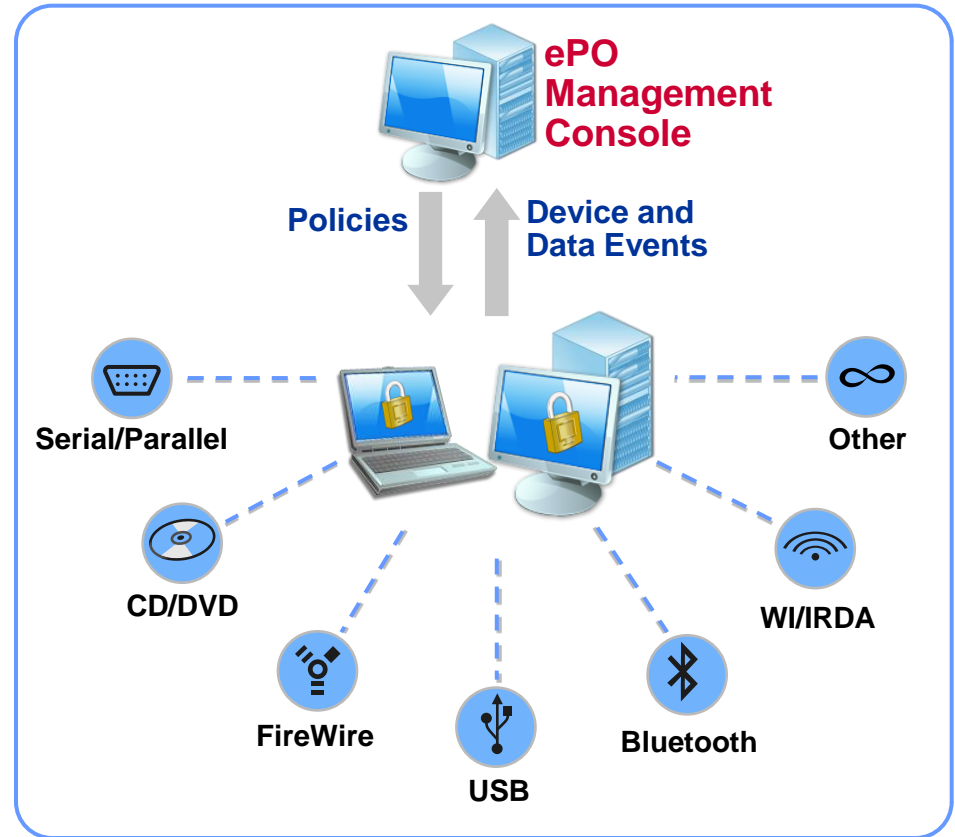 ePO
Management
Console
Policies
Device and
Data Events
Serial/Parallel
Other
CD/DVD
WI/IRDA
FireWire
Bluetooth
USB